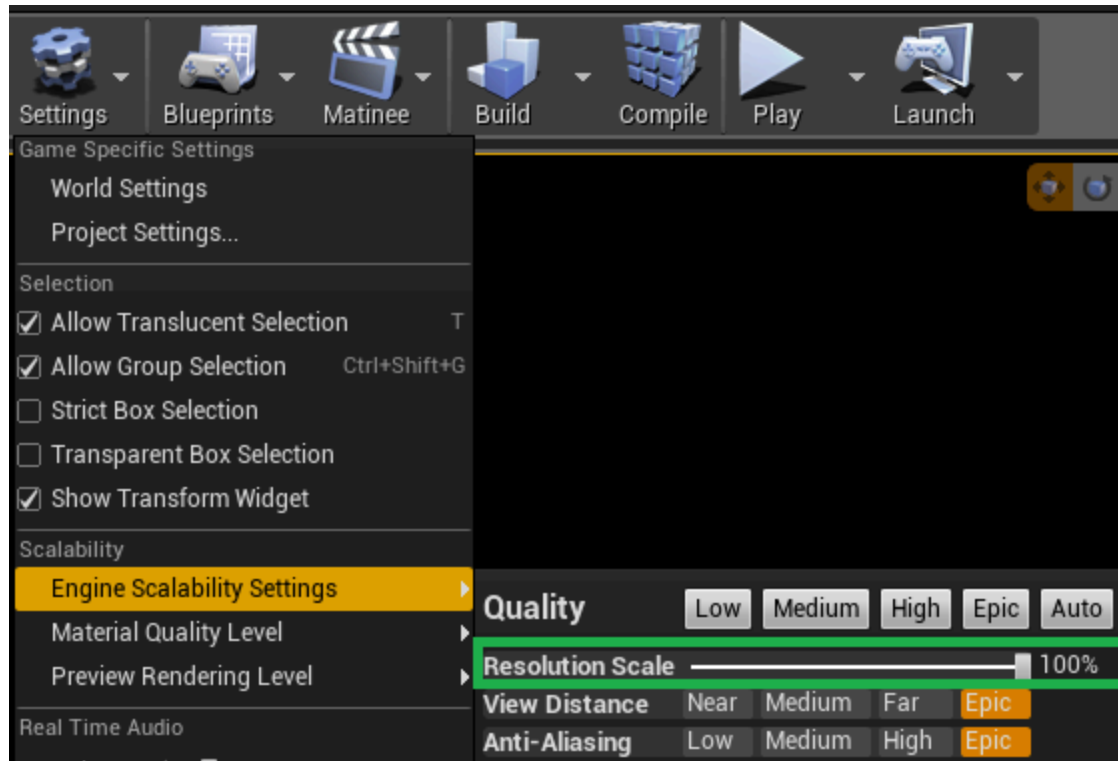 Settings Blueprints Matinee Build Compile Play Launch
Game Specific Settings
World Settings
Project Settings...
Selection
Allow Translucent Selection T
Allow Group Selection Ctrl+Shift+G
Strict Box Selection
Transparent Box Selection
Show Transform Widget
Scalability
Engine Scalability Settings
Material Quality Level
Preview Rendering Level
Real Time Audio
Quality Low Medium High Epic Auto
Resolution Scale 100%
View Distance Near Medium Far Epic
Anti-Aliasing Low Medium High Epic